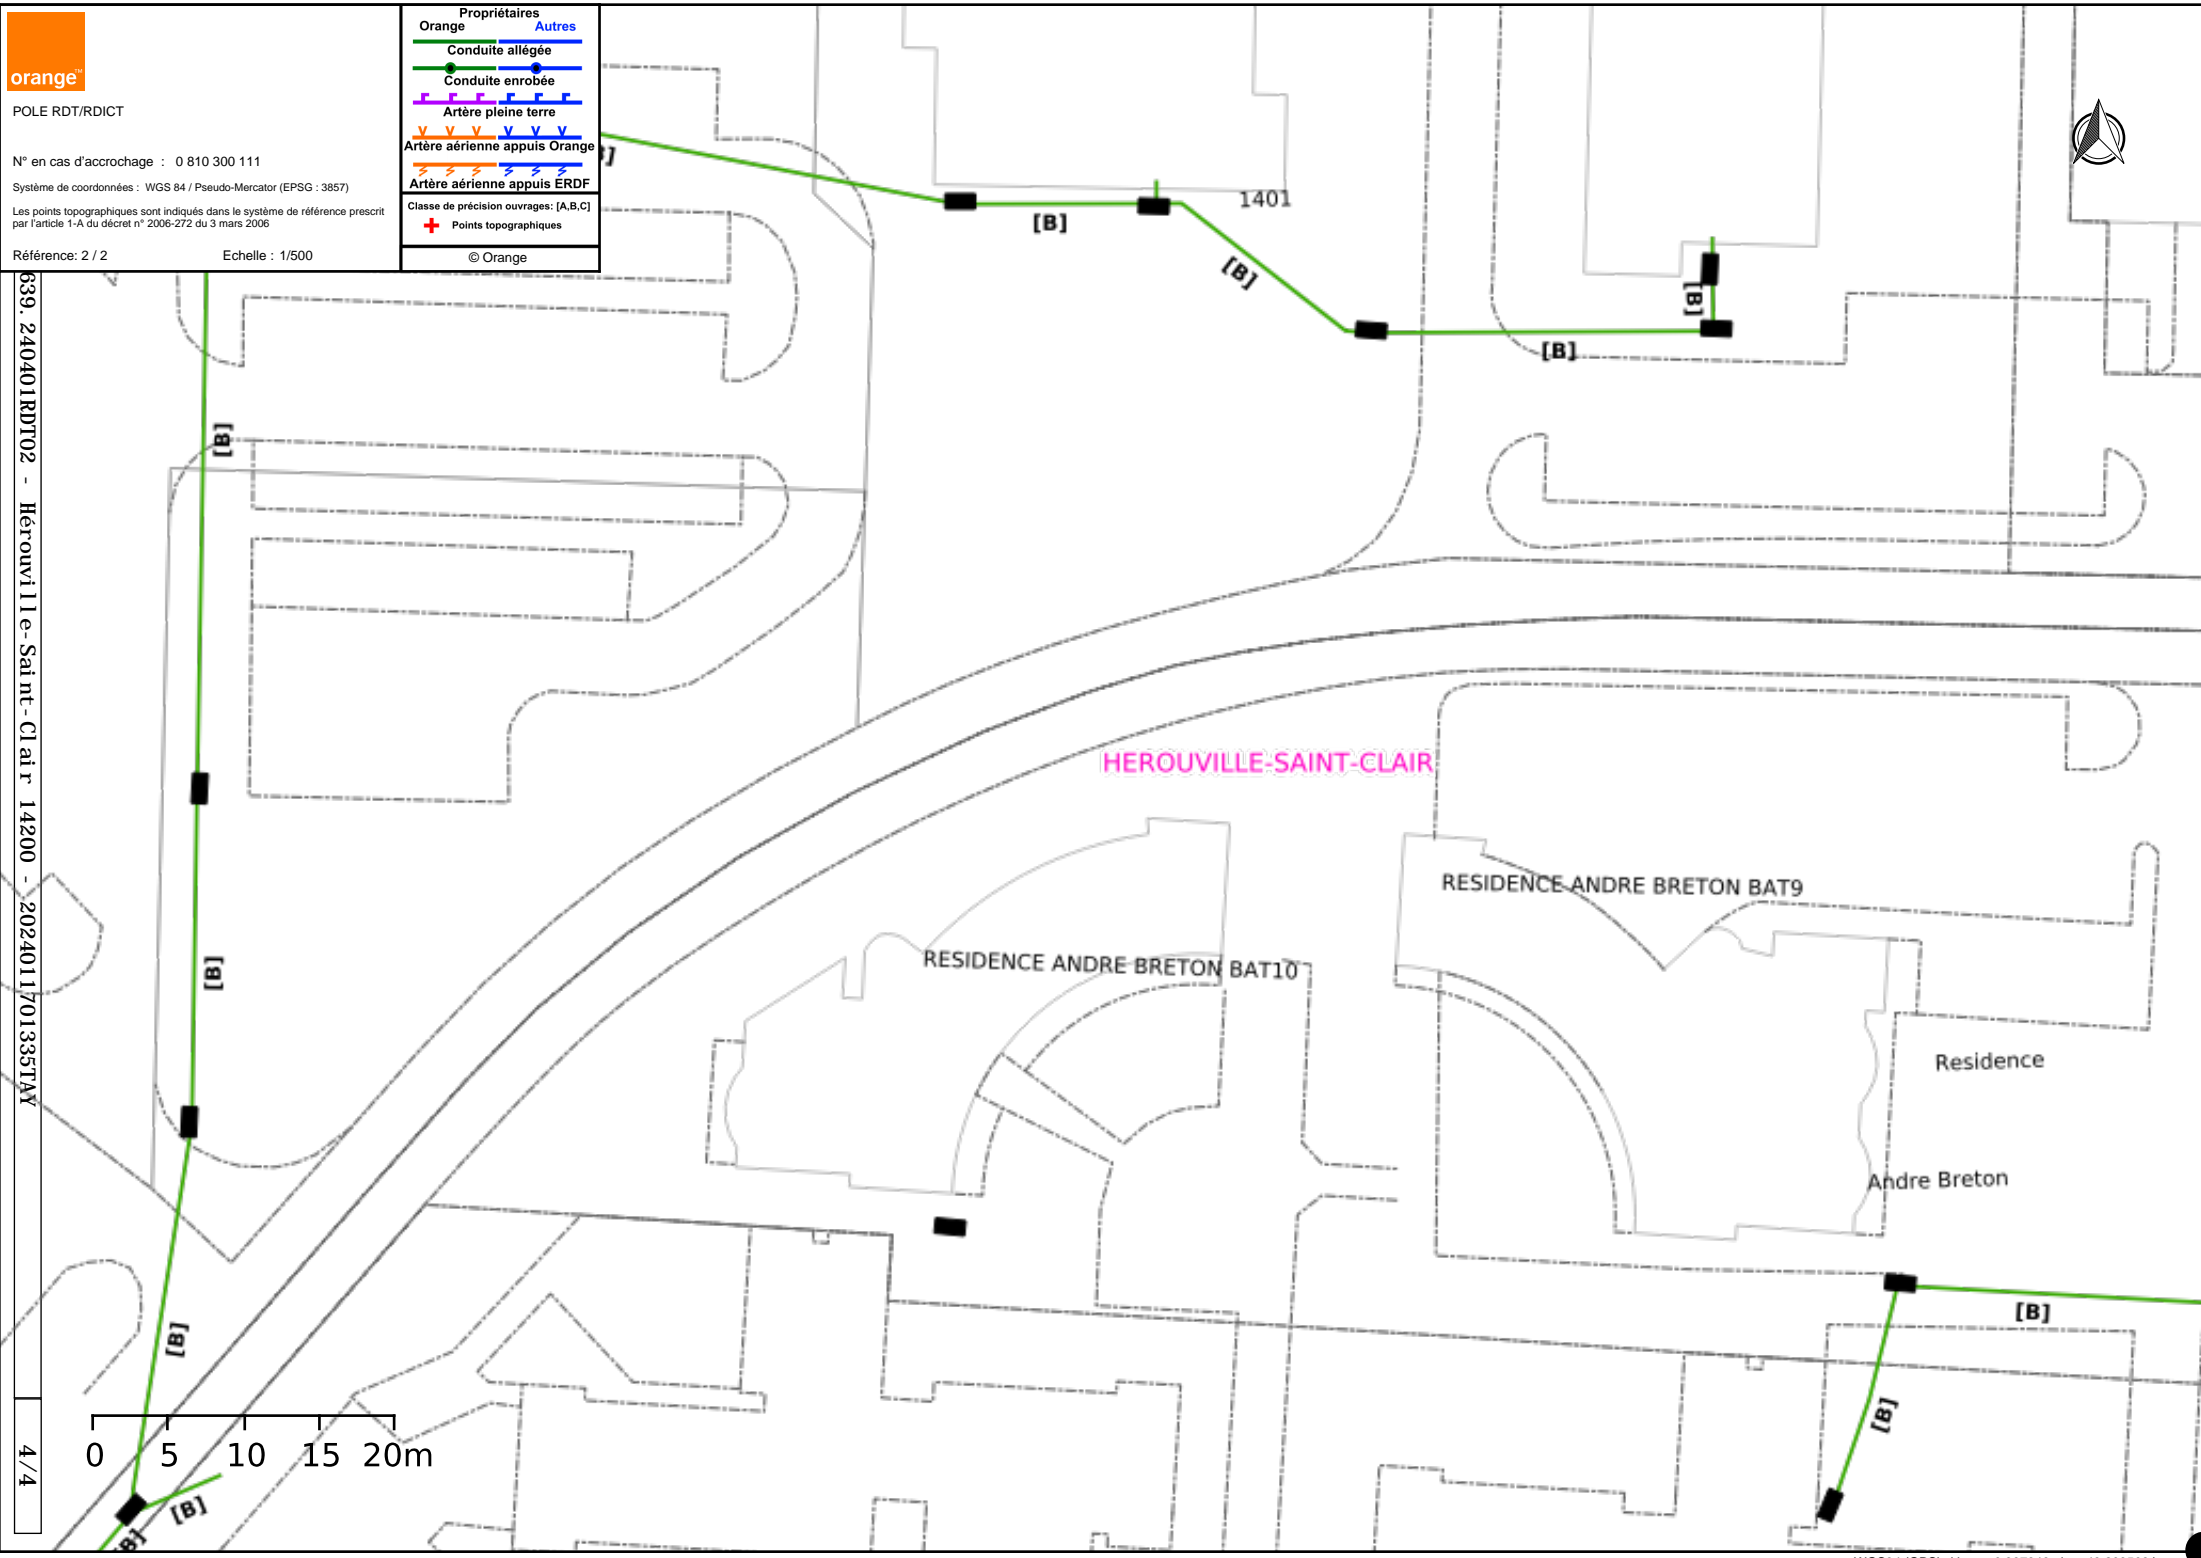 orange™
POLE RDT/RDICT
N° en cas d'accrochage : 0 810 300 111
Système de coordonnées : WGS 84 / Pseudo-Mercator (EPSG : 3857)
Les points topographiques sont indiqués dans le système de référence prescrit
par l'article 1-A du décret n° 2006-272 du 3 mars 2006
Référence: 2 / 2 Echelle : 1/500
Propriétaires
Orange Autres
Conduite allégée
Conduite enrobée
Artère pleine terre
Artère aérienne appuis Orange
Artère aérienne appuis ERDF
Classe de précision ouvrages: [A,B,C]
Points topographiques
© Orange
[B]
1401
[B]
[B]
[B]
[B]
HEROUVILLE-SAINT-CLAIR
RESIDENCE ANDRE BRETON BAT9
RESIDENCE ANDRE BRETON BAT10
[B]
Residence
Andre Breton
[B]
[B]
[B]
0 5 10 15 20m
[B]
[B]
639. 240401RDT02 - Hérouville-Saint-Clair 14200 - 2024011701335TAY
4/4